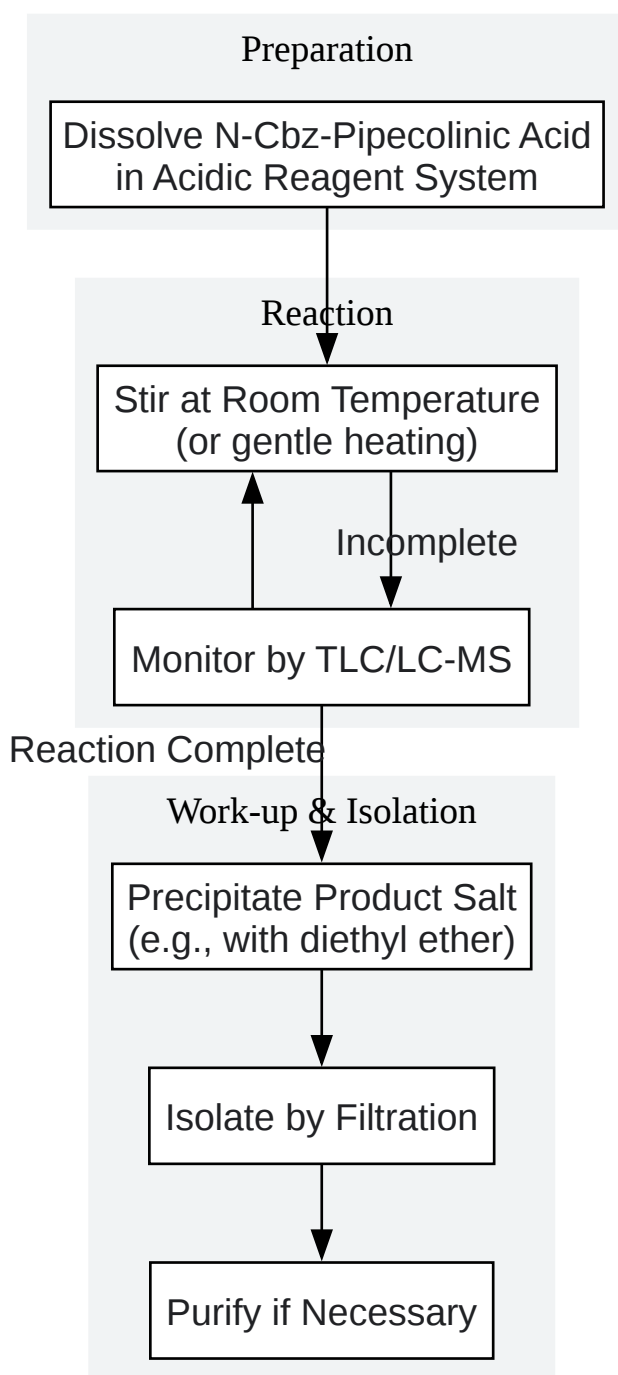 Preparation
Dissolve N-Cbz-Pipecolinic Acid
in Acidic Reagent System
Reaction
Stir at Room Temperature
(or gentle heating)
Incomplete
Monitor by TLC/LC-MS
Reaction Complete
Work-up & Isolation
Precipitate Product Salt
(e.g., with diethyl ether)
Isolate by Filtration
Purify if Necessary